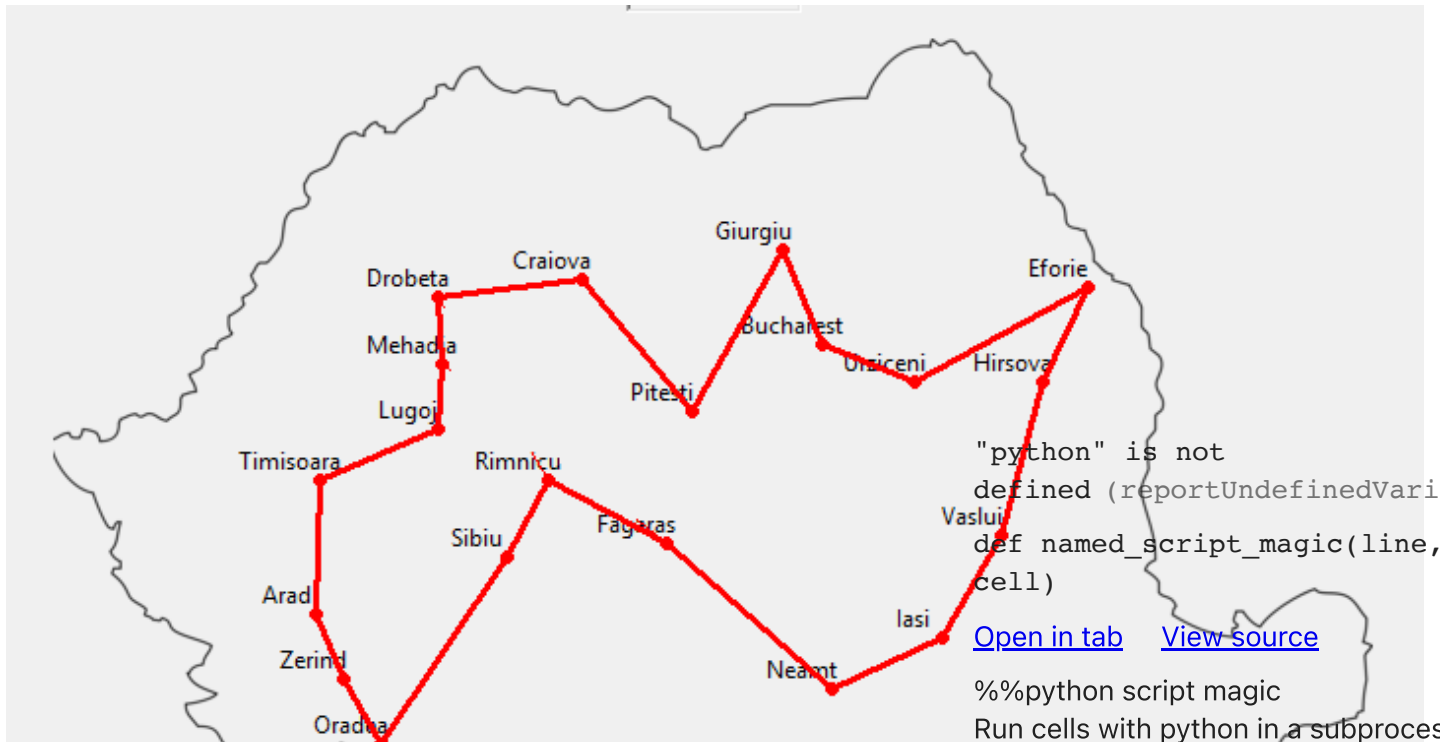 Giurgiu
Craiova
Eforie
Drobeta
Bucharest
Mehadia
Urziceni
Hirsova
Pitesti
Lugoj
Timisoara
Rimnicu
"python" is not
defined (reportUndefinedVari
Vaslui
Fagaras
Sibiu
def named_script_magic(line,
cell)
Arad
Iasi
Open in tab View source
Zerind
Neamt
%%python script magic
Oradea
Run cells with python in a subproces